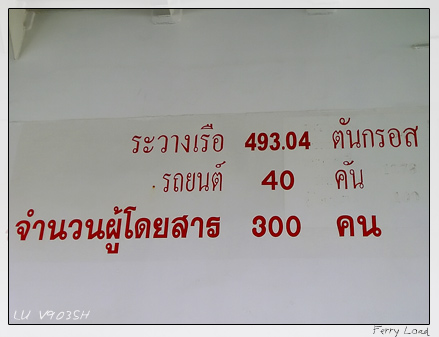 ระวางเรือ 493.04 ตันกรอส
รถยนต์ 40 คัน
จำนวนผู้โดยสาร 300 คน
LU V903SH
Ferry Load